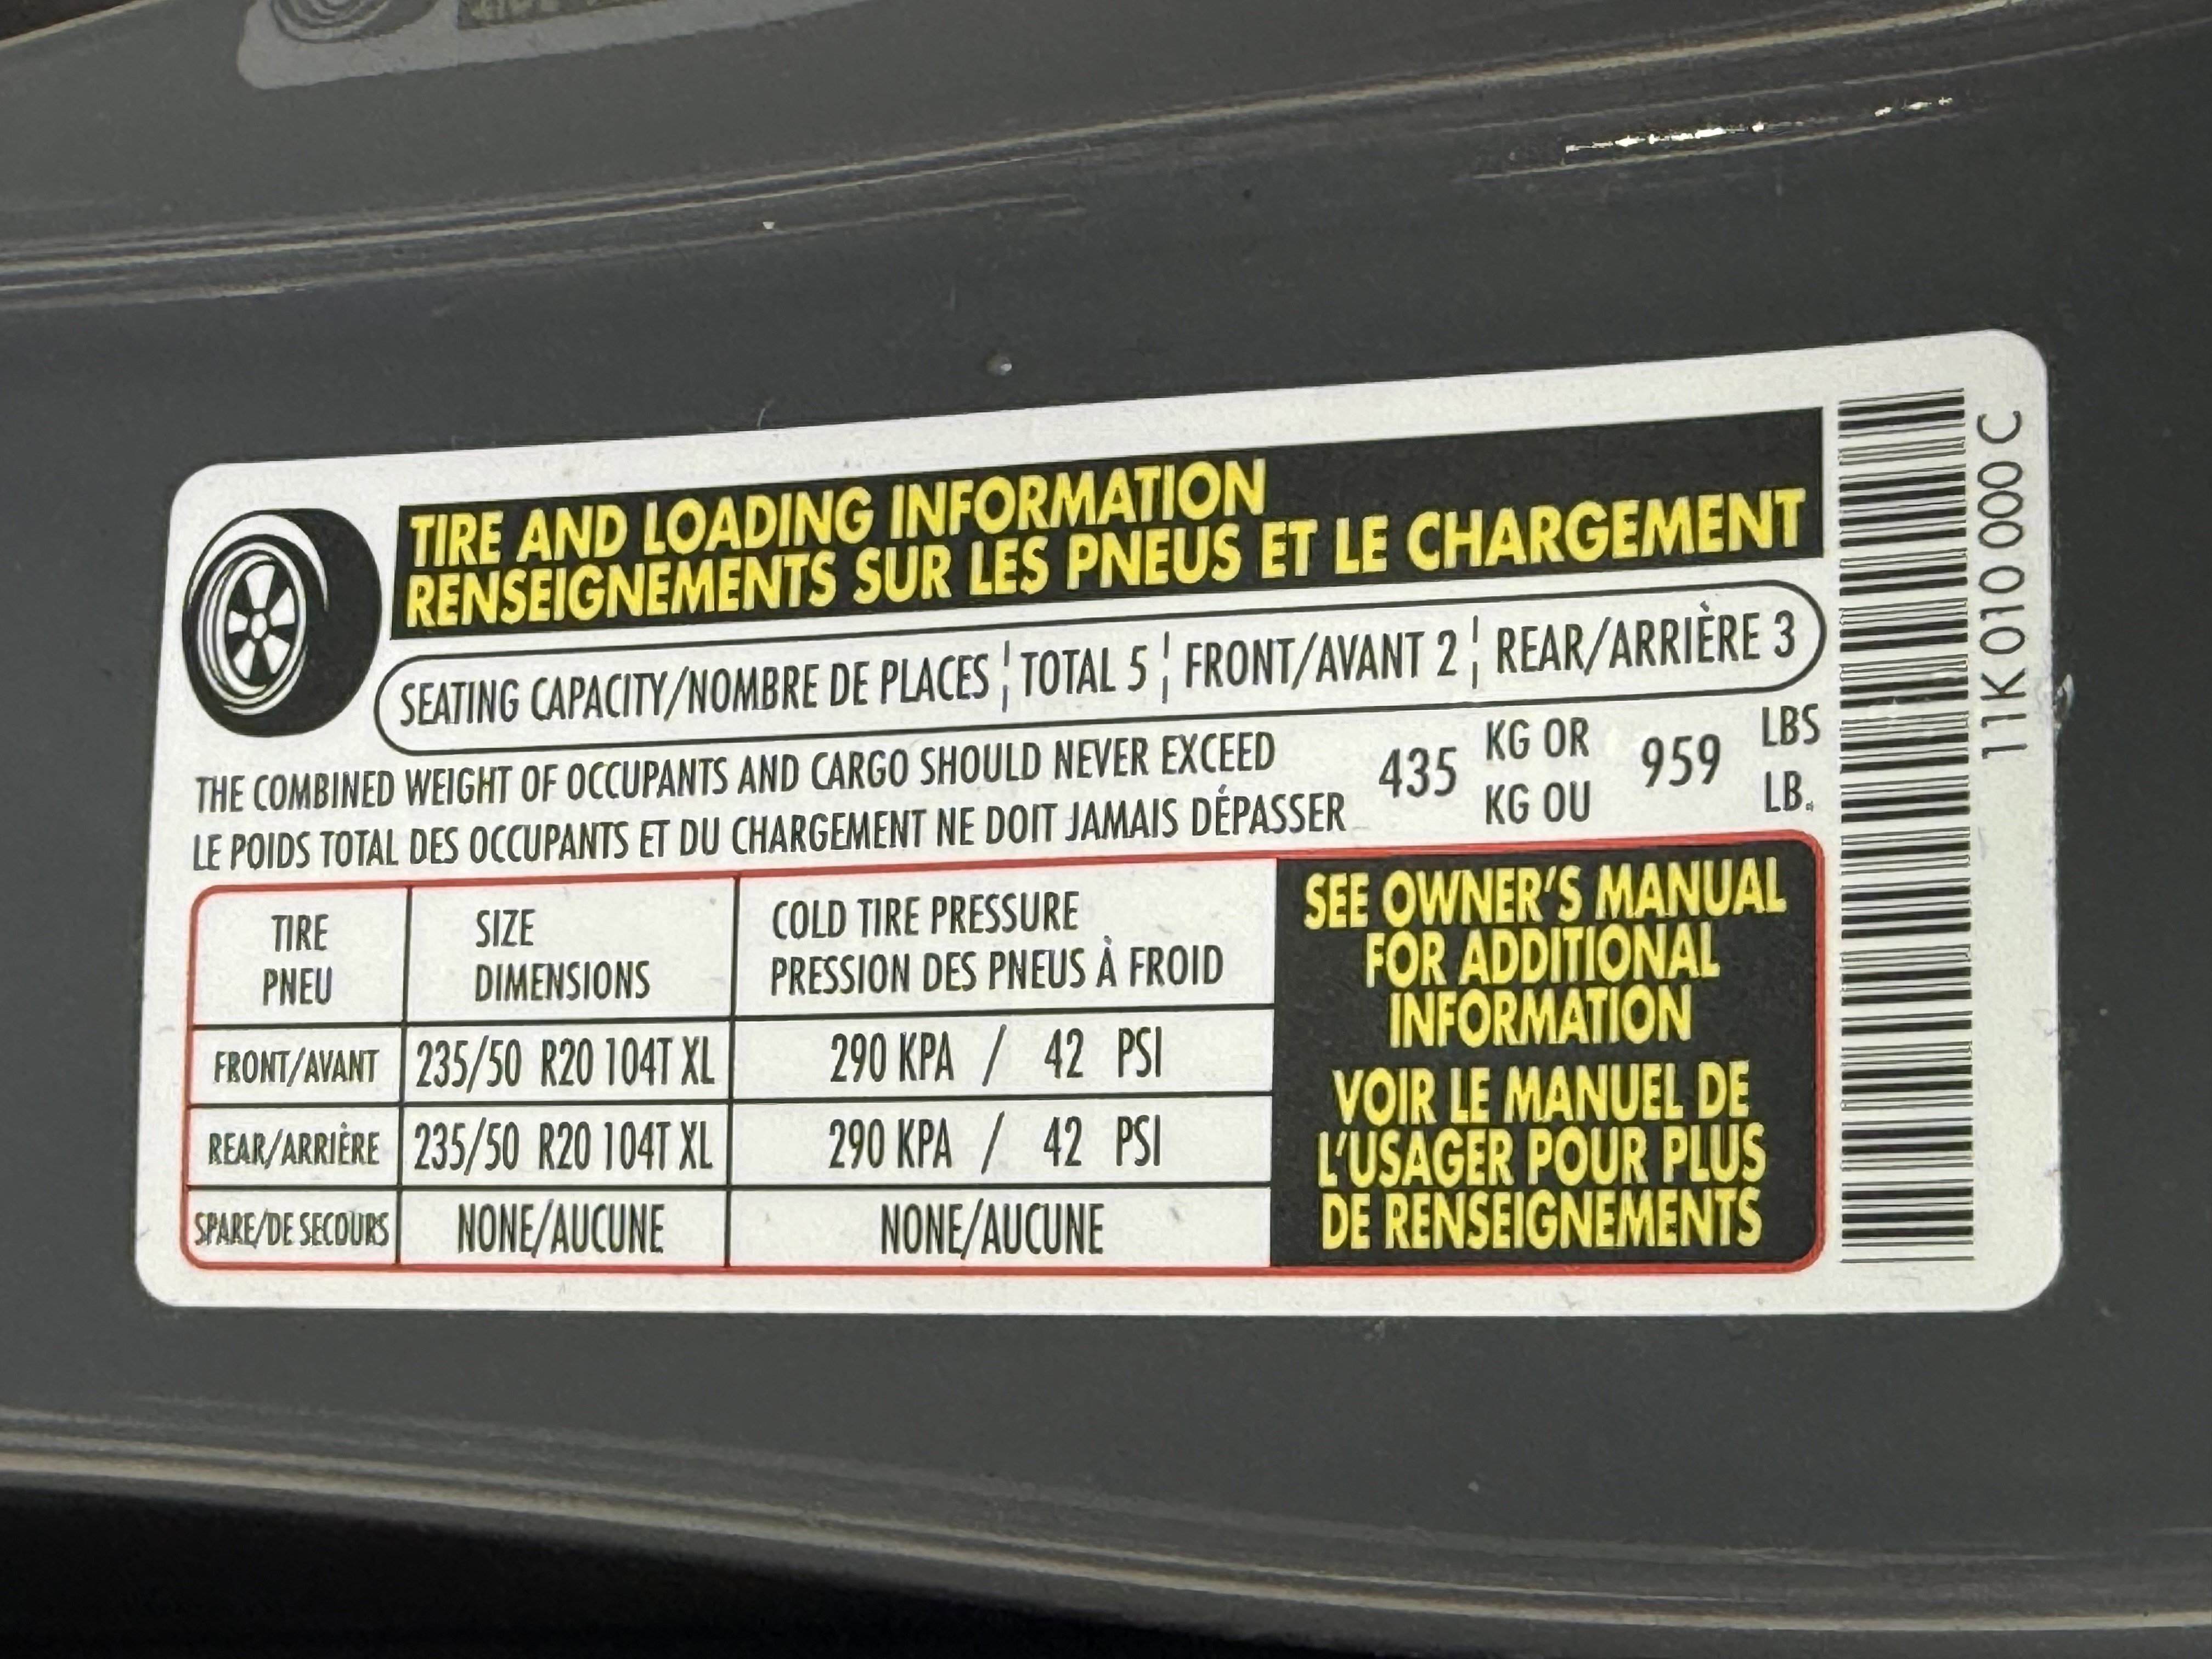 TIRE AND LOADING INFORMATION
RENSEIGNEMENTS SUR LES PNEUS ET LE CHARGEMENT
SEATING CAPACITY/NOMBRE DE PLACES ¦ TOTAL 5 ¦ FRONT/AVANT 2 ¦ REAR/ARRIÈRE 3
THE COMBINED WEIGHT OF OCCUPANTS AND CARGO SHOULD NEVER EXCEED 435 KG OR 959 LBS
LE POIDS TOTAL DES OCCUPANTS ET DU CHARGEMENT NE DOIT JAMAIS DÉPASSER KG OU LB.
TIRE SIZE COLD TIRE PRESSURE
PNEU DIMENSIONS PRESSION DES PNEUS À FROID
FRONT/AVANT 235/50 R20 104T XL 290 KPA / 42 PSI
REAR/ARRIÈRE 235/50 R20 104T XL 290 KPA / 42 PSI
SPARE/DE SECOURS NONE/AUCUNE NONE/AUCUNE
SEE OWNER'S MANUAL
FOR ADDITIONAL
INFORMATION
VOIR LE MANUEL DE
L'USAGER POUR PLUS
DE RENSEIGNEMENTS
11K 010 000 C